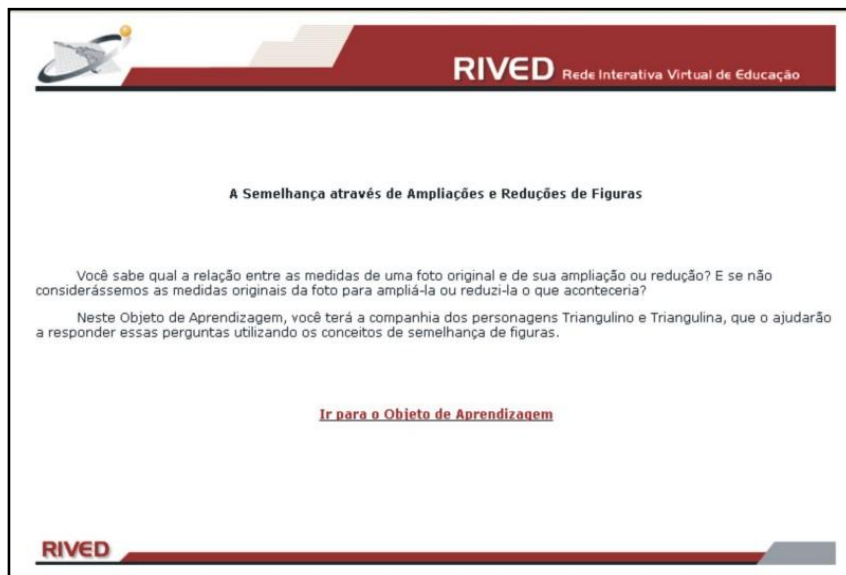 RIVED Rede Interativa Virtual de Educação
A Semelhança através de Ampliações e Reduções de Figuras
Você sabe qual a relação entre as medidas de uma foto original e de sua ampliação ou redução? E se não
considerássemos as medidas originais da foto para ampliá-la ou reduzi-la o que aconteceria?
Neste Objeto de Aprendizagem, você terá a companhia dos personagens Triangulino e Triangulina, que o ajudarão
a responder essas perguntas utilizando os conceitos de semelhança de figuras.
Ir para o Objeto de Aprendizagem
RIVED